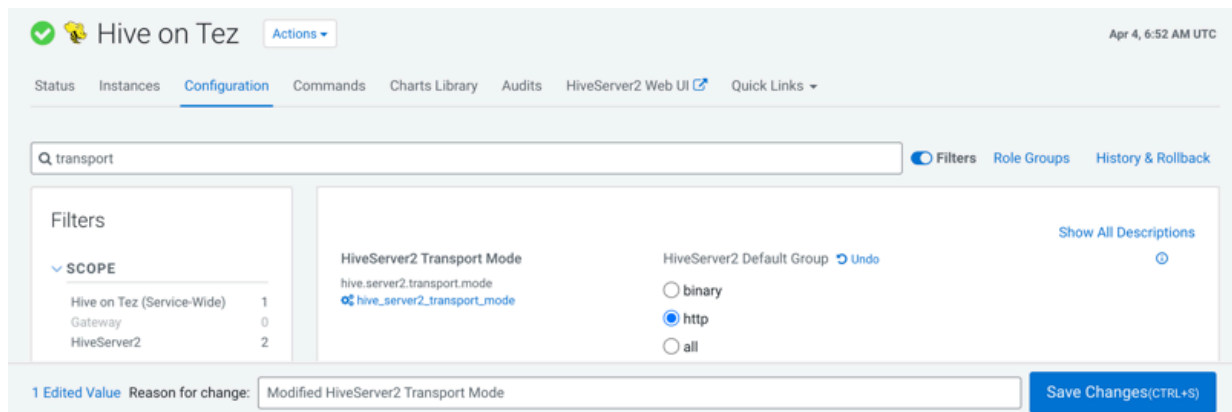 Hive on Tez Actions Apr 4, 6:52 AM UTC
Status Instances Configuration Commands Charts Library Audits HiveServer2 Web UI Quick Links
transport Filters Role Groups History & Rollback
Filters
Show All Descriptions
SCOPE
Hive on Tez (Service-Wide) 1
Gateway 0
HiveServer2 2
HiveServer2 Transport Mode
hive.server2.transport.mode
hive_server2_transport_mode
HiveServer2 Default Group Undo
binary
http
all
1 Edited Value Reason for change: Modified HiveServer2 Transport Mode Save Changes(CTRL+S)